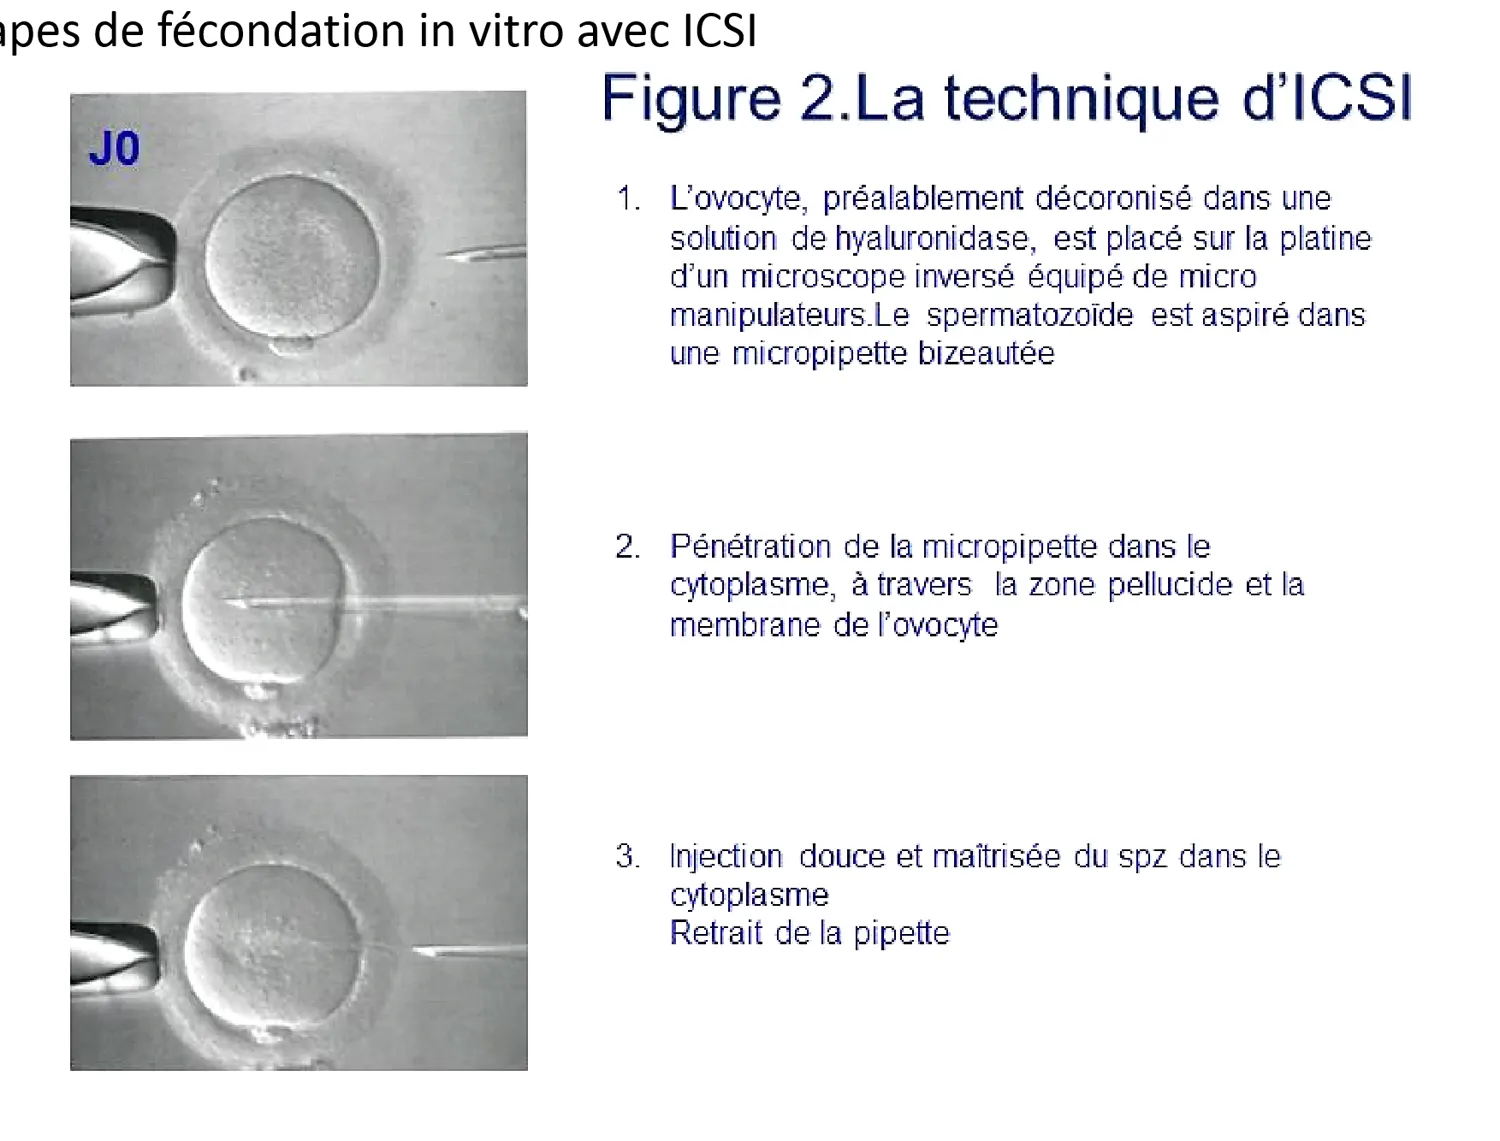 apes de fécondation in vitro avec ICSI
Figure 2.La technique d’ICSI
J0
1. L’ovocyte, préalablement décoronisé dans une
solution de hyaluronidase, est placé sur la platine
d’un microscope inversé équipé de micro
manipulateurs.Le spermatozoïde est aspiré dans
une micropipette bizeautée
2. Pénétration de la micropipette dans le
cytoplasme, à travers la zone pellucide et la
membrane de l’ovocyte
3. Injection douce et maîtrisée du spz dans le
cytoplasme
Retrait de la pipette